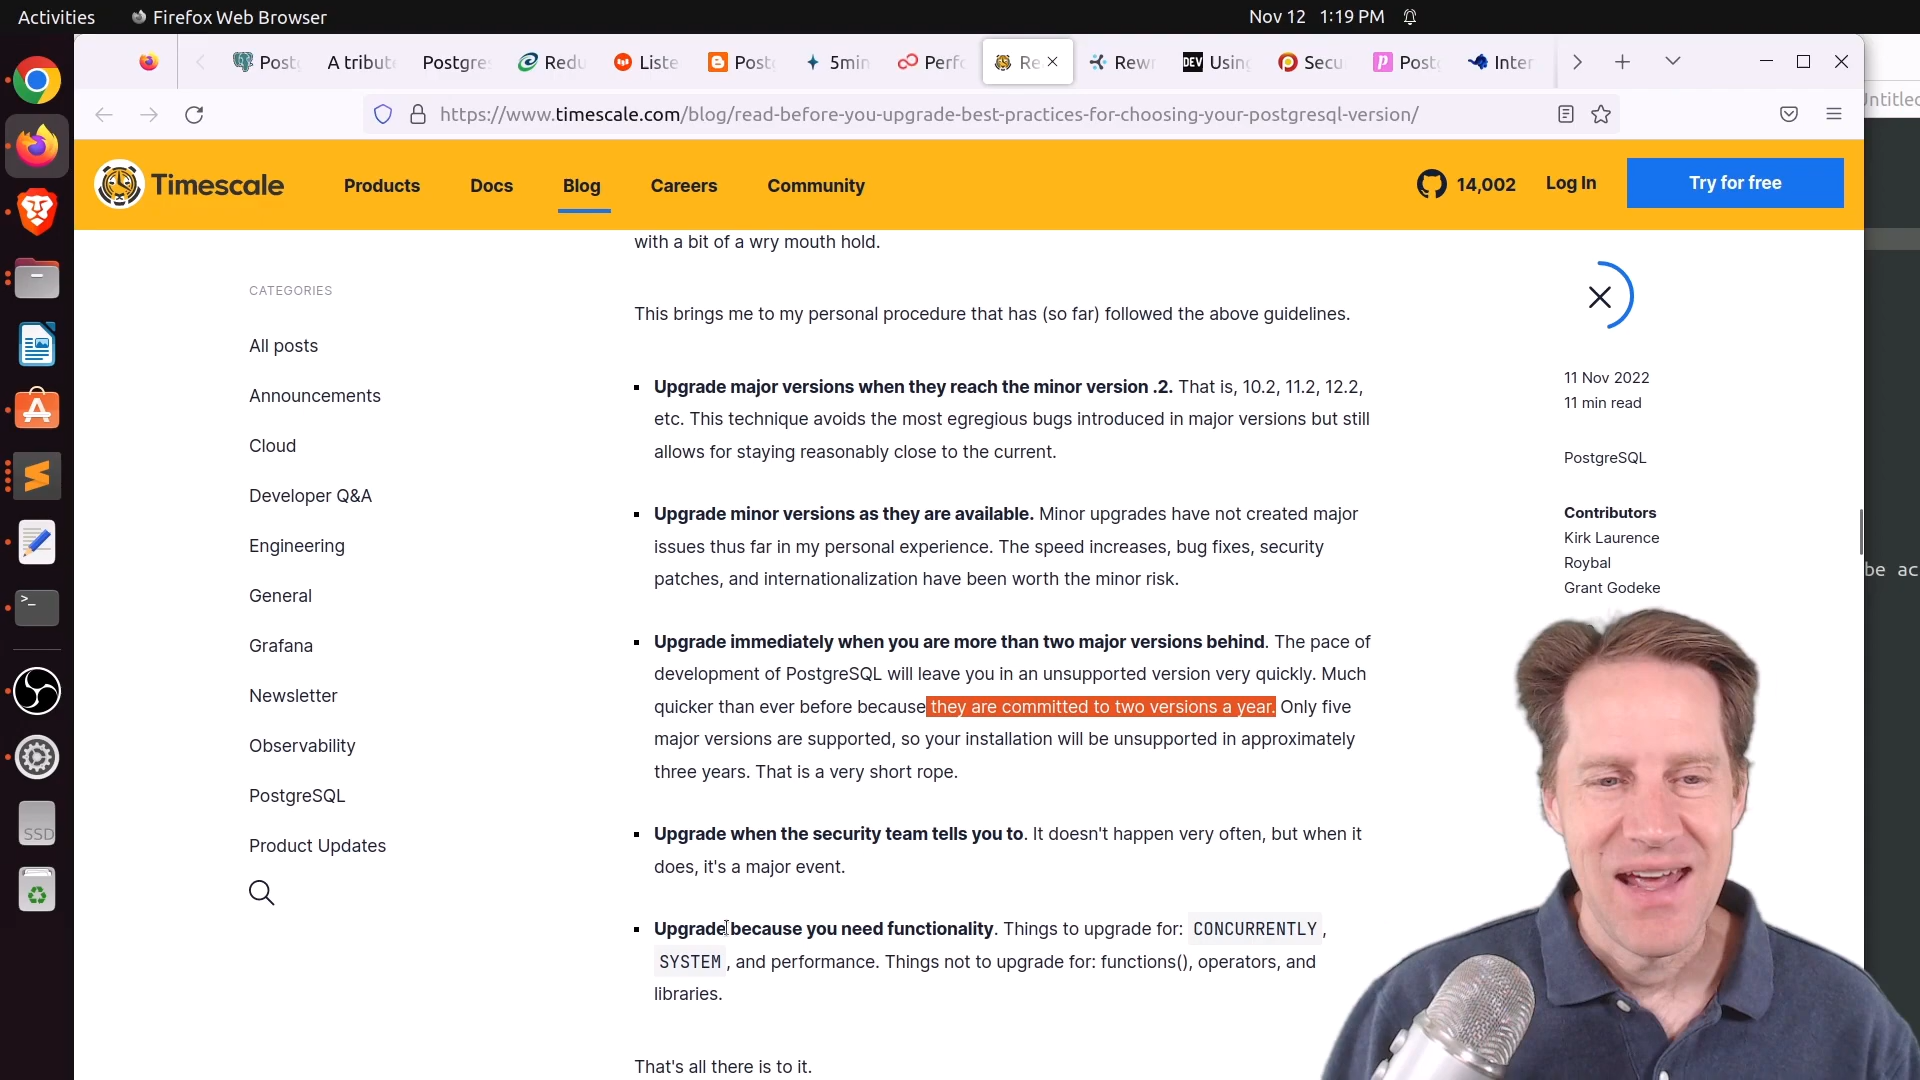 Activities
Firefox Web Browser
Nov 12 1:19 PM
Post
A tribut
Postgre
Redu
Liste
Post
5min
Perfo
Re
Rewr
DEV Using
Secu
Post
Inter
https://www.timescale.com/blog/read-before-you-upgrade-best-practices-for-choosing-your-postgresql-version/
Untitled
Timescale
Products
Docs
Blog
Careers
Community
14,002
Log In
Try for free
CATEGORIES
All posts
Announcements
Cloud
Developer Q&A
Engineering
General
Grafana
Newsletter
Observability
PostgreSQL
Product Updates
with a bit of a wry mouth hold.
This brings me to my personal procedure that has (so far) followed the above guidelines.
Upgrade major versions when they reach the minor version .2. That is, 10.2, 11.2, 12.2,
etc. This technique avoids the most egregious bugs introduced in major versions but still
allows for staying reasonably close to the current.
Upgrade minor versions as they are available. Minor upgrades have not created major
issues thus far in my personal experience. The speed increases, bug fixes, security
patches, and internationalization have been worth the minor risk.
Upgrade immediately when you are more than two major versions behind. The pace of
development of PostgreSQL will leave you in an unsupported version very quickly. Much
quicker than ever before because they are committed to two versions a year. Only five
major versions are supported, so your installation will be unsupported in approximately
three years. That is a very short rope.
Upgrade when the security team tells you to. It doesn't happen very often, but when it
does, it's a major event.
Upgrade because you need functionality. Things to upgrade for: CONCURRENTLY,
SYSTEM, and performance. Things not to upgrade for: functions(), operators, and
libraries.
That's all there is to it.
11 Nov 2022
11 min read
PostgreSQL
Contributors
Kirk Laurence
Roybal
Grant Godeke
be ac
SSD